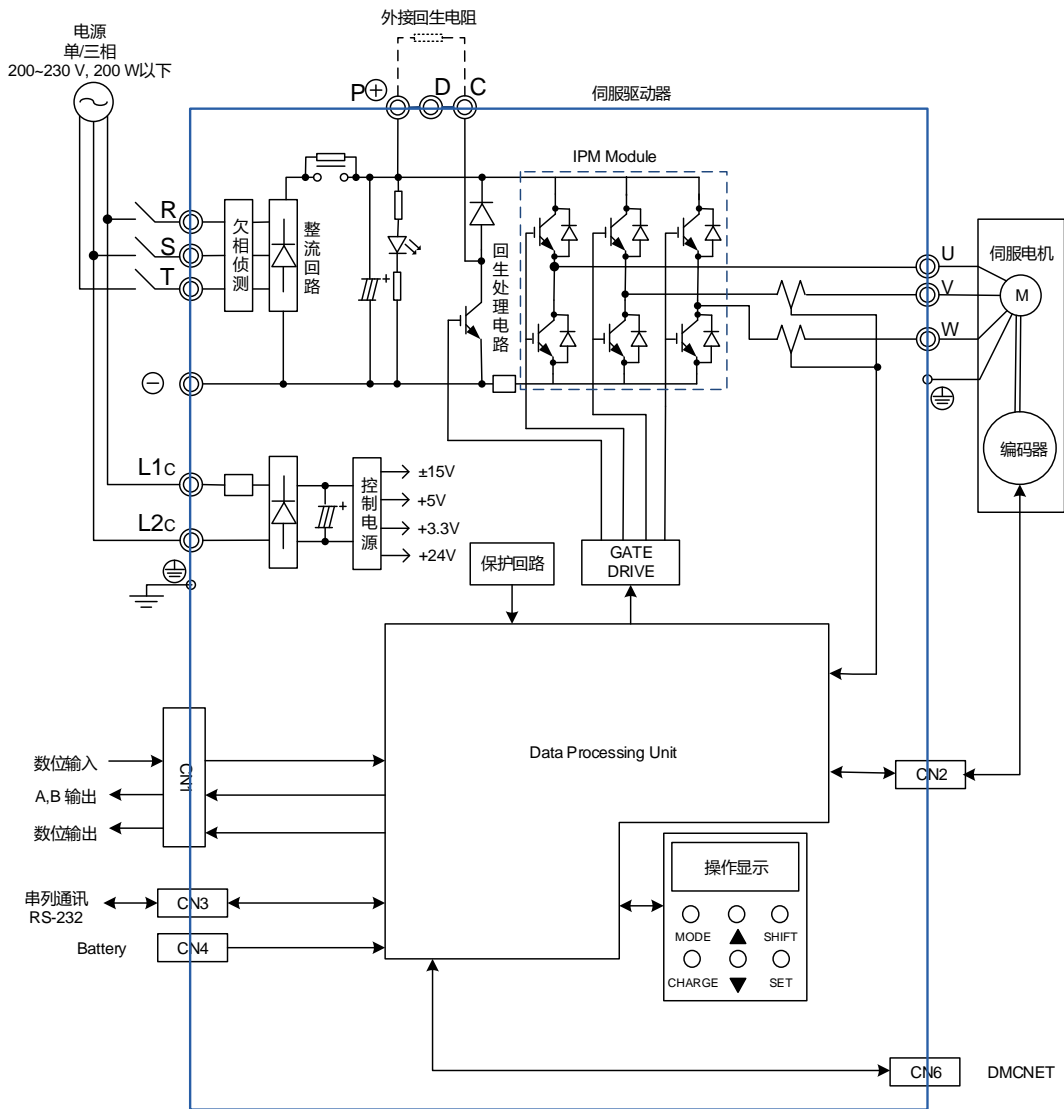 外接回生电阻
电源
单/三相
200~230 V, 200 W以下
P⊕
D
C
伺服驱动器
IPM Module
R
S
T
欠相侦测
整流回路
+
回生处理电路
U
V
W
伺服电机
M
编码器
⊖
L1c
L2c
+
控制电源
±15V
+5V
+3.3V
+24V
保护回路
GATE
DRIVE
Data Processing Unit
数位输入
A,B 输出
数位输出
CN1
CN2
串列通讯
RS-232
CN3
Battery
CN4
操作显示
MODE
▲
SHIFT
CHARGE
▼
SET
CN6
DMCNET